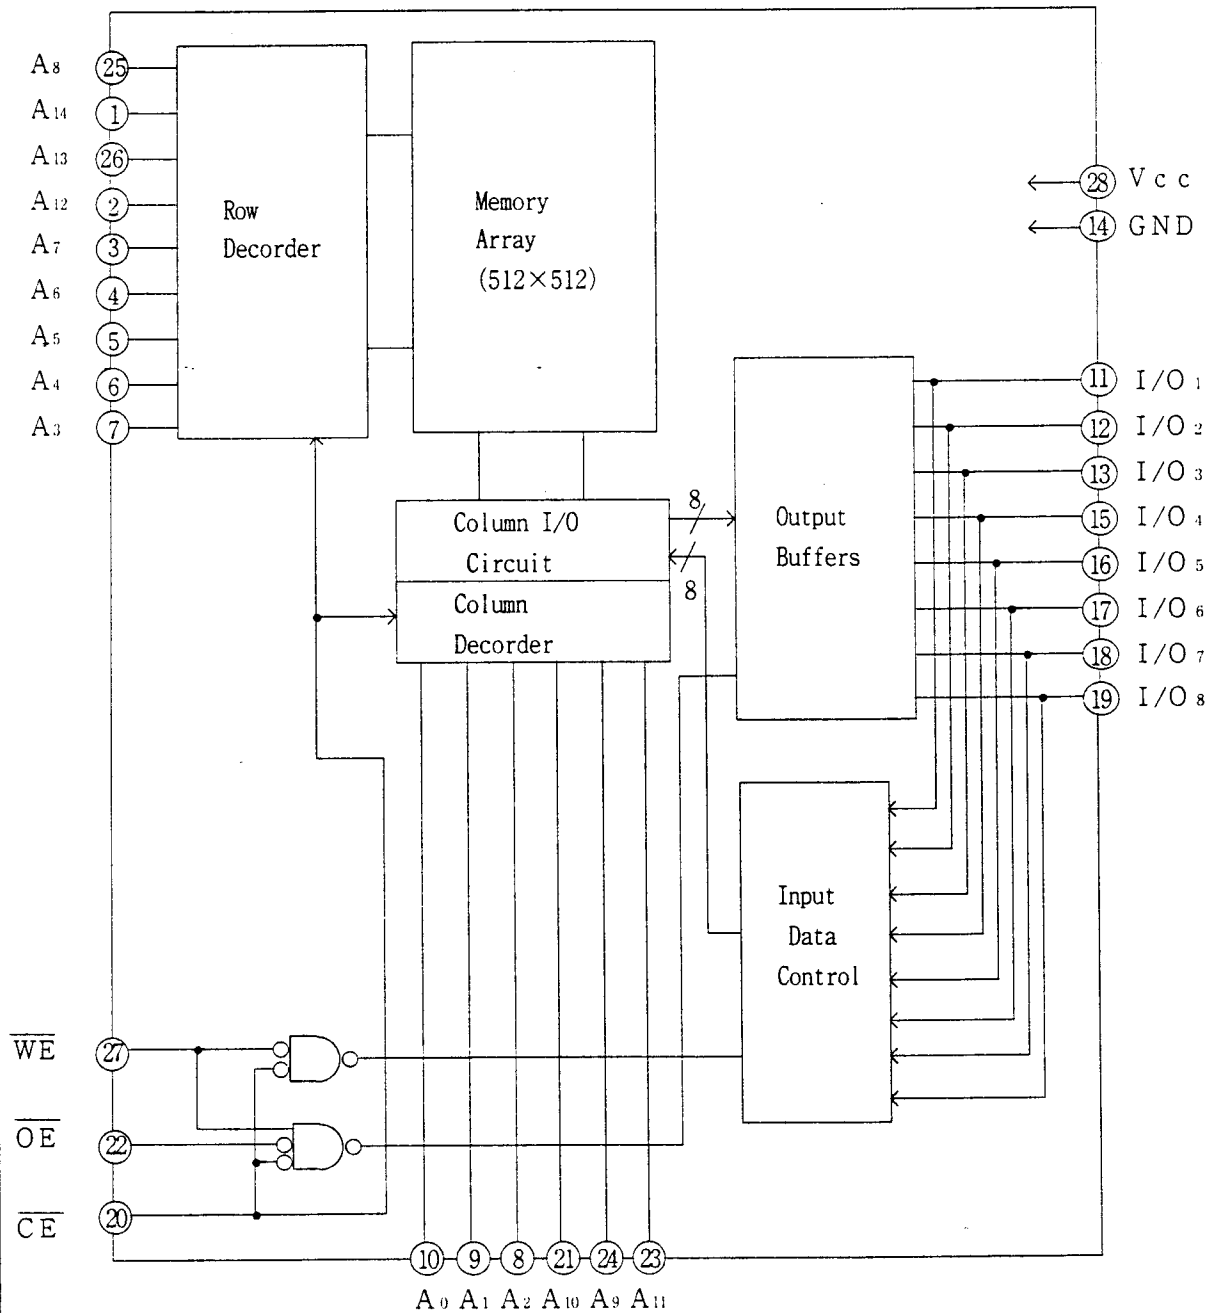 A8 25
A14 1
A13 26
A12 2
A7 3
A6 4
A5 5
A4 6
A3 7
Row
Decorder
Memory
Array
(512×512)
28 Vcc
14 GND
Column I/O
Circuit
Column
Decorder
8
8
Output
Buffers
11 I/O1
12 I/O2
13 I/O3
15 I/O4
16 I/O5
17 I/O6
18 I/O7
19 I/O8
Input
Data
Control
W̅E̅ 27
O̅E̅ 22
C̅E̅ 20
10 9 8 21 24 23
A0 A1 A2 A10 A9 A11